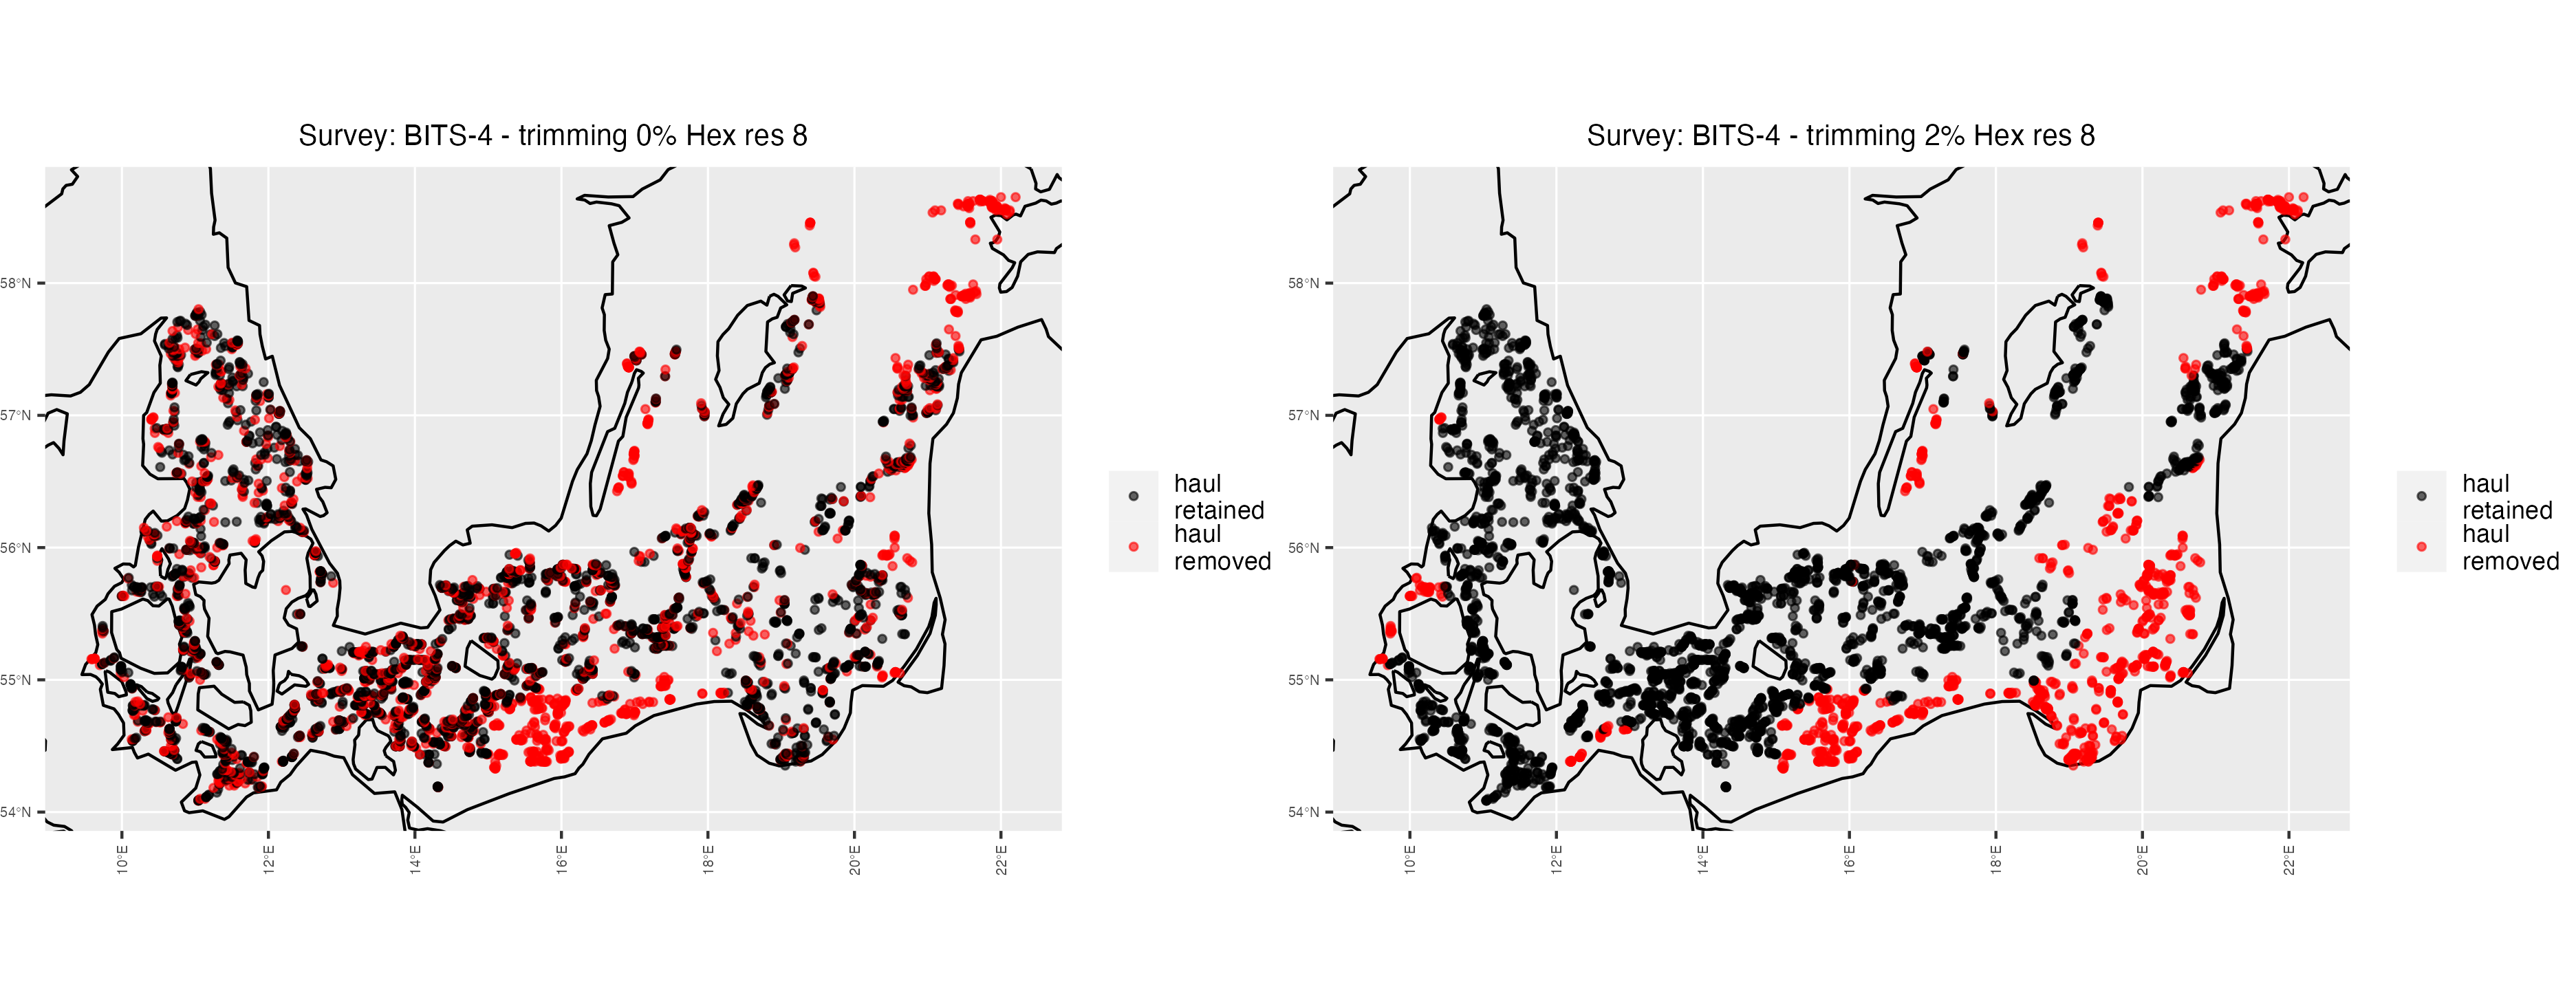 Survey: BITS-4 - trimming 0% Hex res 8
58°N
57°N
56°N
55°N
54°N
10°E
12°E
14°E
16°E
18°E
20°E
22°E
haul
retained
haul
removed
Survey: BITS-4 - trimming 2% Hex res 8
58°N
57°N
56°N
55°N
54°N
10°E
12°E
14°E
16°E
18°E
20°E
22°E
haul
retained
haul
removed